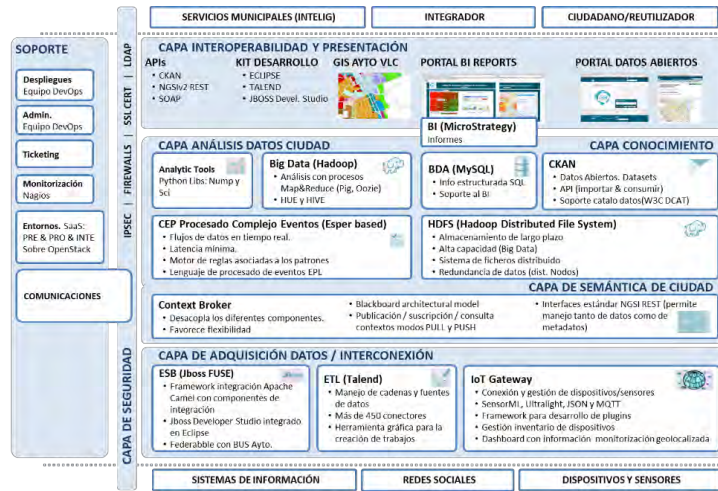 SERVICIOS MUNICIPALES (INTELIG)
INTEGRADOR
CIUDADANO/REUTILIZADOR
SOPORTE
Despliegues
Equipo DevOps
Admin.
Equipo DevOps
Ticketing
Monitorización
Nagios
Entornos. SaaS:
PRE & PRO & INTE
Sobre OpenStack
COMUNICACIONES
CAPA DE SEGURIDAD
IPSEC | FIREWALLS | SSL CERT | LDAP
CAPA INTEROPERABILIDAD Y PRESENTACIÓN
APIs
• CKAN
• NGSIv2 REST
• SOAP
KIT DESARROLLO
• ECLIPSE
• TALEND
• JBOSS Devel. Studio
GIS AYTO VLC
PORTAL BI REPORTS
PORTAL DATOS ABIERTOS
BI (MicroStrategy)
Informes
CAPA ANÁLISIS DATOS CIUDAD
CAPA CONOCIMIENTO
Analytic Tools
Python Libs: Nump y
Sci
Big Data (Hadoop)
• Análisis con procesos
Map&Reduce (Pig, Oozie)
• HUE y HIVE
BDA (MySQL)
• Info estructurada SQL
• Soporte al BI
CKAN
• Datos Abiertos. Datasets
• API (importar & consumir)
• Soporte catalo datos(W3C DCAT)
CEP Procesado Complejo Eventos (Esper based)
• Flujos de datos en tiempo real.
• Latencia mínima.
• Motor de reglas asociadas a los patrones
• Lenguaje de procesado de eventos EPL
HDFS (Hadoop Distributed File System)
• Almacenamiento de largo plazo
• Alta capacidad (Big Data)
• Sistema de ficheros distribuido
• Redundancia de datos (dist. Nodos)
CAPA DE SEMÁNTICA DE CIUDAD
Context Broker
• Desacopla los diferentes componentes.
• Favorece flexibilidad
• Blackboard architectural model
• Publicación / suscripción / consulta
contextos modos PULL y PUSH
• Interfaces estándar NGSI REST (permite
manejo tanto de datos como de
metadatos)
CAPA DE ADQUISICIÓN DATOS / INTERCONEXIÓN
ESB (Jboss FUSE)
• Framework integración Apache
Camel con componentes de
integración
• Jboss Developer Studio integrado
en Eclipse
• Federabble con BUS Ayto.
ETL (Talend)
• Manejo de cadenas y fuentes
de datos
• Más de 450 conectores
• Herramienta gráfica para la
creación de trabajos
IoT Gateway
• Conexión y gestión de dispositivos/sensores
• SensorML, Ultralight, JSON y MQTT
• Framework para desarrollo de plugins
• Gestión inventario de dispositivos
• Dashboard con información monitorización geolocalizada
SISTEMAS DE INFORMACIÓN
REDES SOCIALES
DISPOSITIVOS Y SENSORES